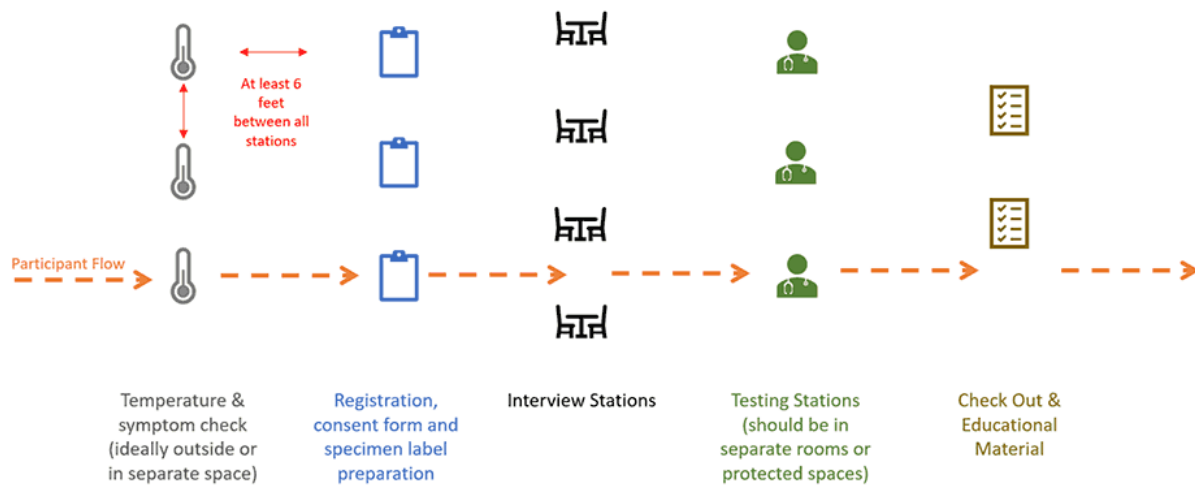 At least 6
feet
between all
stations
Participant Flow
Temperature &
symptom check
(ideally outside or
in separate space)
Registration,
consent form and
specimen label
preparation
Interview Stations
Testing Stations
(should be in
separate rooms or
protected spaces)
Check Out &
Educational
Material